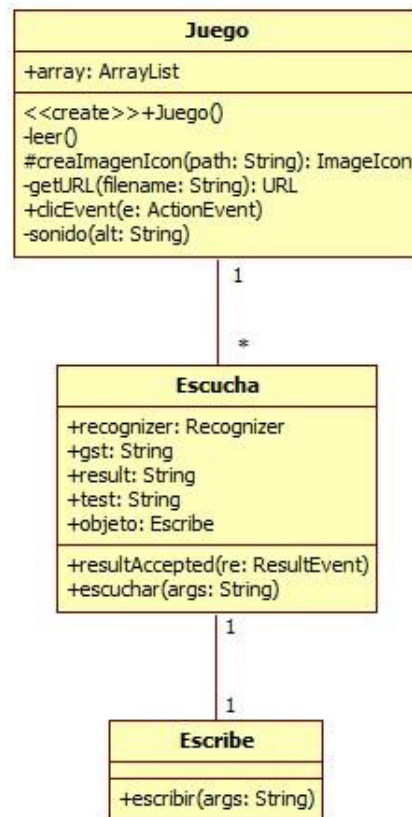 Juego
+array: ArrayList
<<create>>+Juego()
-leer()
#creaImagenIcon(path: String): ImageIcon
-getURL(filename: String): URL
+clicEvent(e: ActionEvent)
-sonido(alt: String)
1
*
Escucha
+recognizer: Recognizer
+gst: String
+result: String
+test: String
+objeto: Escribe
+resultAccepted(re: ResultEvent)
+escuchar(args: String)
1
1
Escribe
+escribir(args: String)